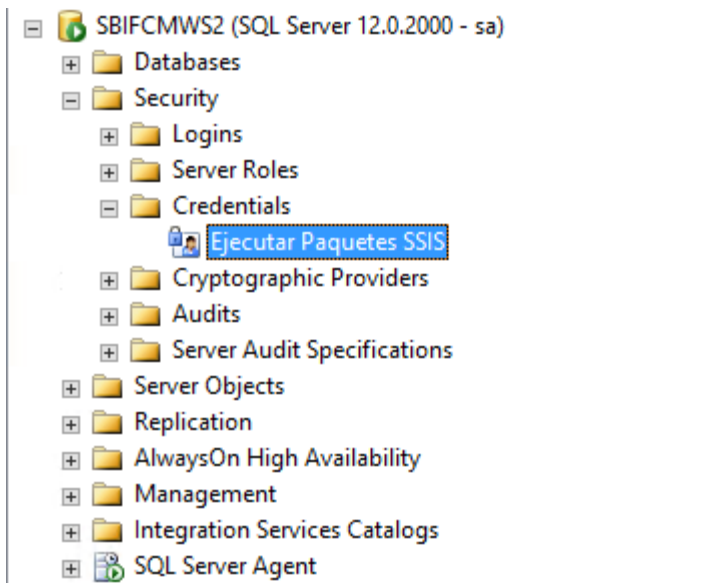 SBIFCMWS2 (SQL Server 12.0.2000 - sa)
Databases
Security
Logins
Server Roles
Credentials
Ejecutar Paquetes SSIS
Cryptographic Providers
Audits
Server Audit Specifications
Server Objects
Replication
AlwaysOn High Availability
Management
Integration Services Catalogs
SQL Server Agent